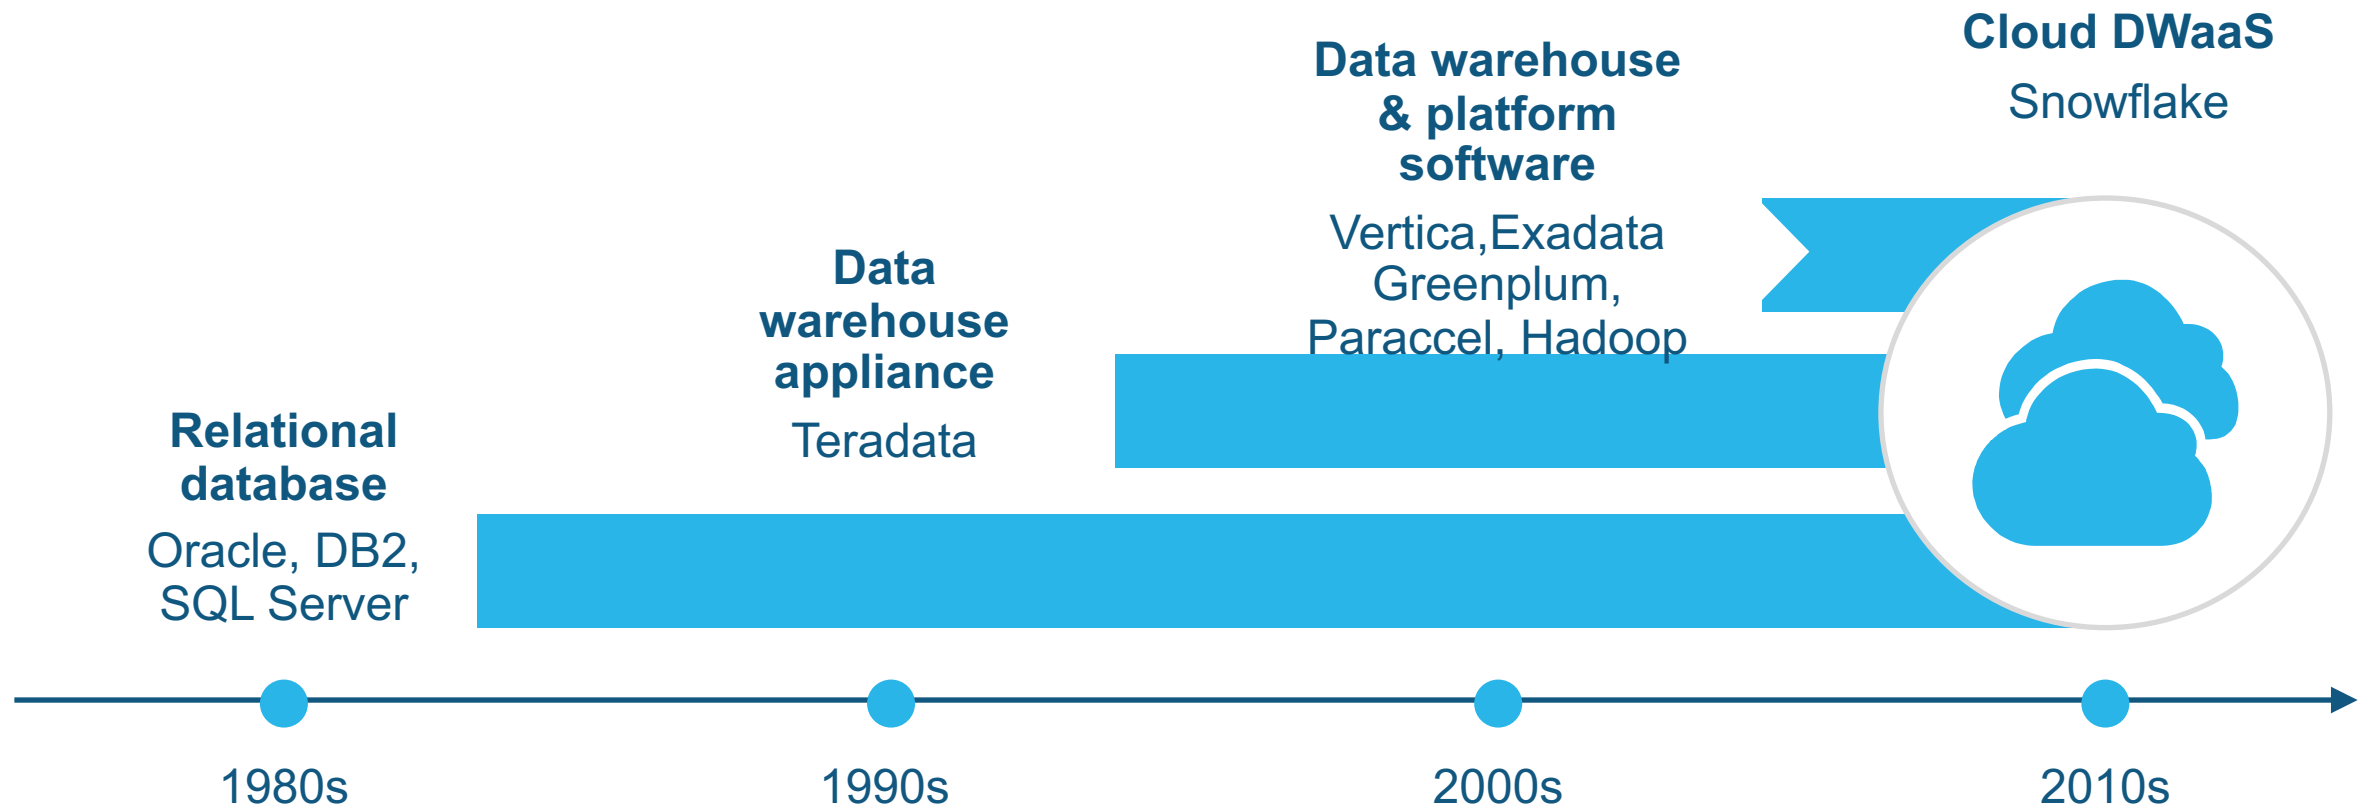 Relational
database
Oracle, DB2,
SQL Server
Data
warehouse
appliance
Teradata
Data warehouse
& platform
software
Vertica,Exadata
Greenplum,
Paraccel, Hadoop
Cloud DWaaS
Snowflake
1980s
1990s
2000s
2010s